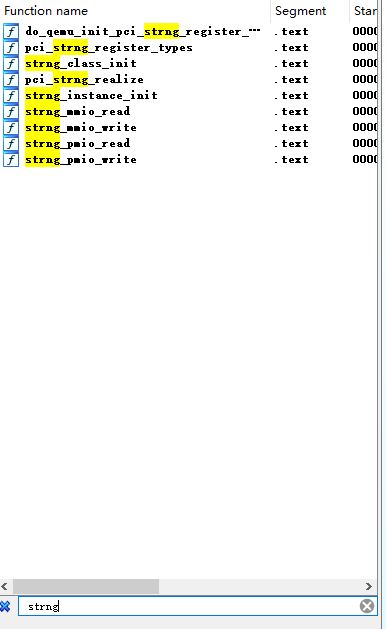 Function name Segment Star
do_qemu_init_pci_strng_register_… .text 0000
pci_strng_register_types .text 0000
strng_class_init .text 0000
pci_strng_realize .text 0000
strng_instance_init .text 0000
strng_mmio_read .text 0000
strng_mmio_write .text 0000
strng_pmio_read .text 0000
strng_pmio_write .text 0000
strng